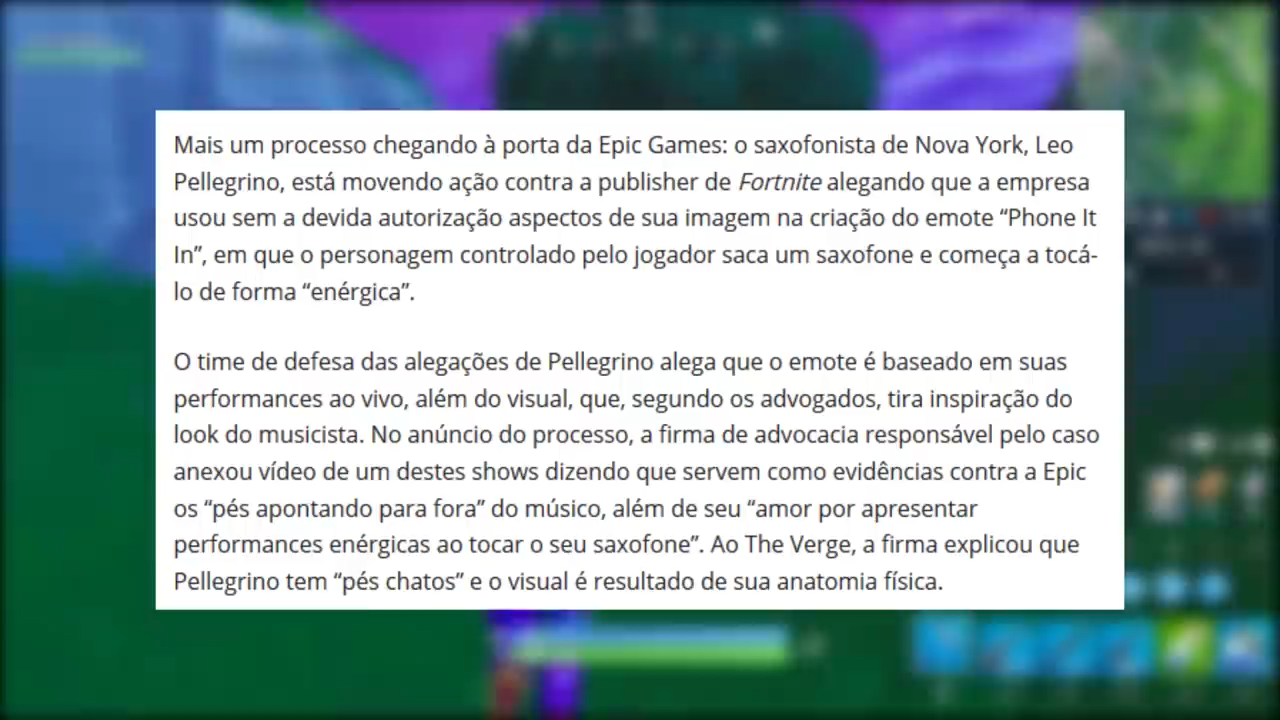 Mais um processo chegando à porta da Epic Games: o saxofonista de Nova York, Leo
Pellegrino, está movendo ação contra a publisher de Fortnite alegando que a empresa
usou sem a devida autorização aspectos de sua imagem na criação do emote “Phone It
In”, em que o personagem controlado pelo jogador saca um saxofone e começa a tocá-
lo de forma “enérgica”.
O time de defesa das alegações de Pellegrino alega que o emote é baseado em suas
performances ao vivo, além do visual, que, segundo os advogados, tira inspiração do
look do musicista. No anúncio do processo, a firma de advocacia responsável pelo caso
anexou vídeo de um destes shows dizendo que servem como evidências contra a Epic
os “pés apontando para fora” do músico, além de seu “amor por apresentar
performances enérgicas ao tocar o seu saxofone”. Ao The Verge, a firma explicou que
Pellegrino tem “pés chatos” e o visual é resultado de sua anatomia física.